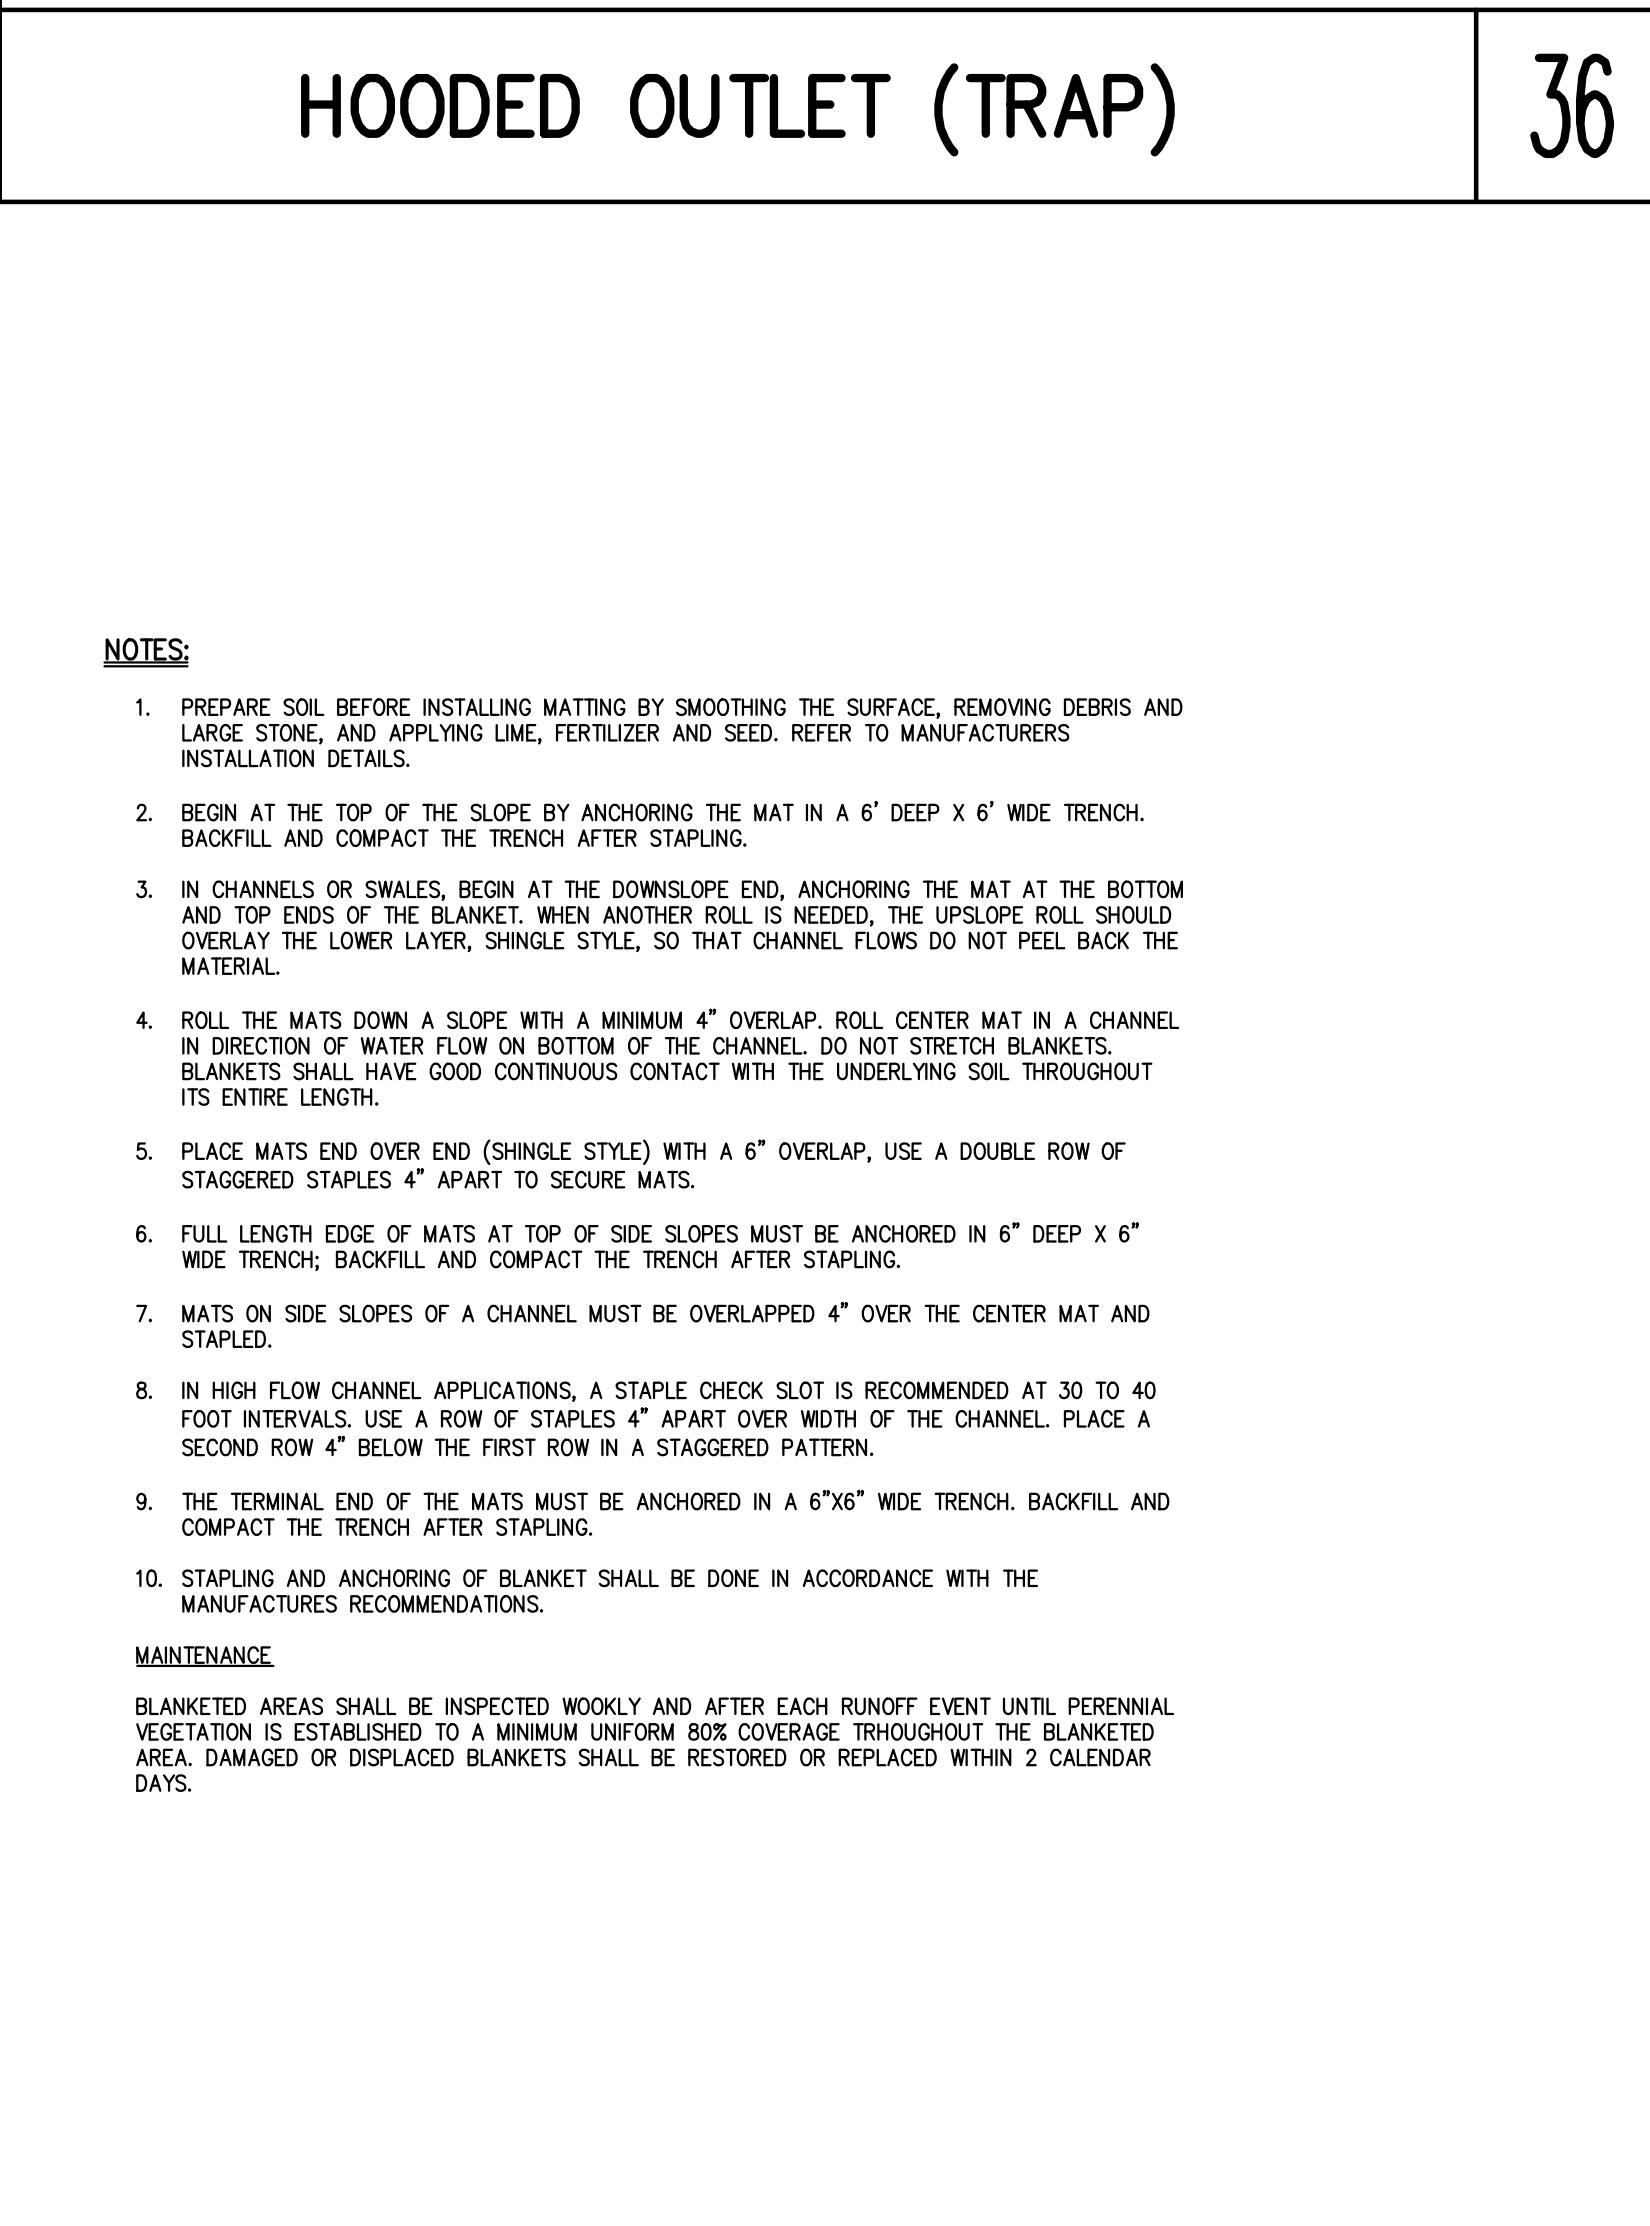 HOODED OUTLET (TRAP)
36
NOTES:
1. PREPARE SOIL BEFORE INSTALLING MATTING BY SMOOTHING THE SURFACE, REMOVING DEBRIS AND
LARGE STONE, AND APPLYING LIME, FERTILIZER AND SEED. REFER TO MANUFACTURERS
INSTALLATION DETAILS.
2. BEGIN AT THE TOP OF THE SLOPE BY ANCHORING THE MAT IN A 6' DEEP X 6' WIDE TRENCH.
BACKFILL AND COMPACT THE TRENCH AFTER STAPLING.
3. IN CHANNELS OR SWALES, BEGIN AT THE DOWNSLOPE END, ANCHORING THE MAT AT THE BOTTOM
AND TOP ENDS OF THE BLANKET. WHEN ANOTHER ROLL IS NEEDED, THE UPSLOPE ROLL SHOULD
OVERLAY THE LOWER LAYER, SHINGLE STYLE, SO THAT CHANNEL FLOWS DO NOT PEEL BACK THE
MATERIAL.
4. ROLL THE MATS DOWN A SLOPE WITH A MINIMUM 4" OVERLAP. ROLL CENTER MAT IN A CHANNEL
IN DIRECTION OF WATER FLOW ON BOTTOM OF THE CHANNEL. DO NOT STRETCH BLANKETS.
BLANKETS SHALL HAVE GOOD CONTINUOUS CONTACT WITH THE UNDERLYING SOIL THROUGHOUT
ITS ENTIRE LENGTH.
5. PLACE MATS END OVER END (SHINGLE STYLE) WITH A 6" OVERLAP, USE A DOUBLE ROW OF
STAGGERED STAPLES 4" APART TO SECURE MATS.
6. FULL LENGTH EDGE OF MATS AT TOP OF SIDE SLOPES MUST BE ANCHORED IN 6" DEEP X 6"
WIDE TRENCH; BACKFILL AND COMPACT THE TRENCH AFTER STAPLING.
7. MATS ON SIDE SLOPES OF A CHANNEL MUST BE OVERLAPPED 4" OVER THE CENTER MAT AND
STAPLED.
8. IN HIGH FLOW CHANNEL APPLICATIONS, A STAPLE CHECK SLOT IS RECOMMENDED AT 30 TO 40
FOOT INTERVALS. USE A ROW OF STAPLES 4" APART OVER WIDTH OF THE CHANNEL. PLACE A
SECOND ROW 4" BELOW THE FIRST ROW IN A STAGGERED PATTERN.
9. THE TERMINAL END OF THE MATS MUST BE ANCHORED IN A 6"X6" WIDE TRENCH. BACKFILL AND
COMPACT THE TRENCH AFTER STAPLING.
10. STAPLING AND ANCHORING OF BLANKET SHALL BE DONE IN ACCORDANCE WITH THE
MANUFACTURES RECOMMENDATIONS.
MAINTENANCE
BLANKETED AREAS SHALL BE INSPECTED WOOKLY AND AFTER EACH RUNOFF EVENT UNTIL PERENNIAL
VEGETATION IS ESTABLISHED TO A MINIMUM UNIFORM 80% COVERAGE TRHOUGHOUT THE BLANKETED
AREA. DAMAGED OR DISPLACED BLANKETS SHALL BE RESTORED OR REPLACED WITHIN 2 CALENDAR
DAYS.